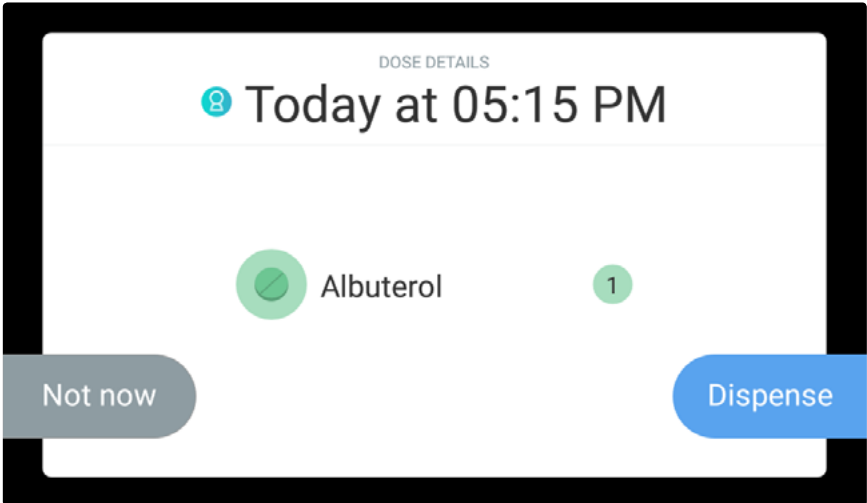 DOSE DETAILS
Today at 05:15 PM
Albuterol 1
Not now
Dispense